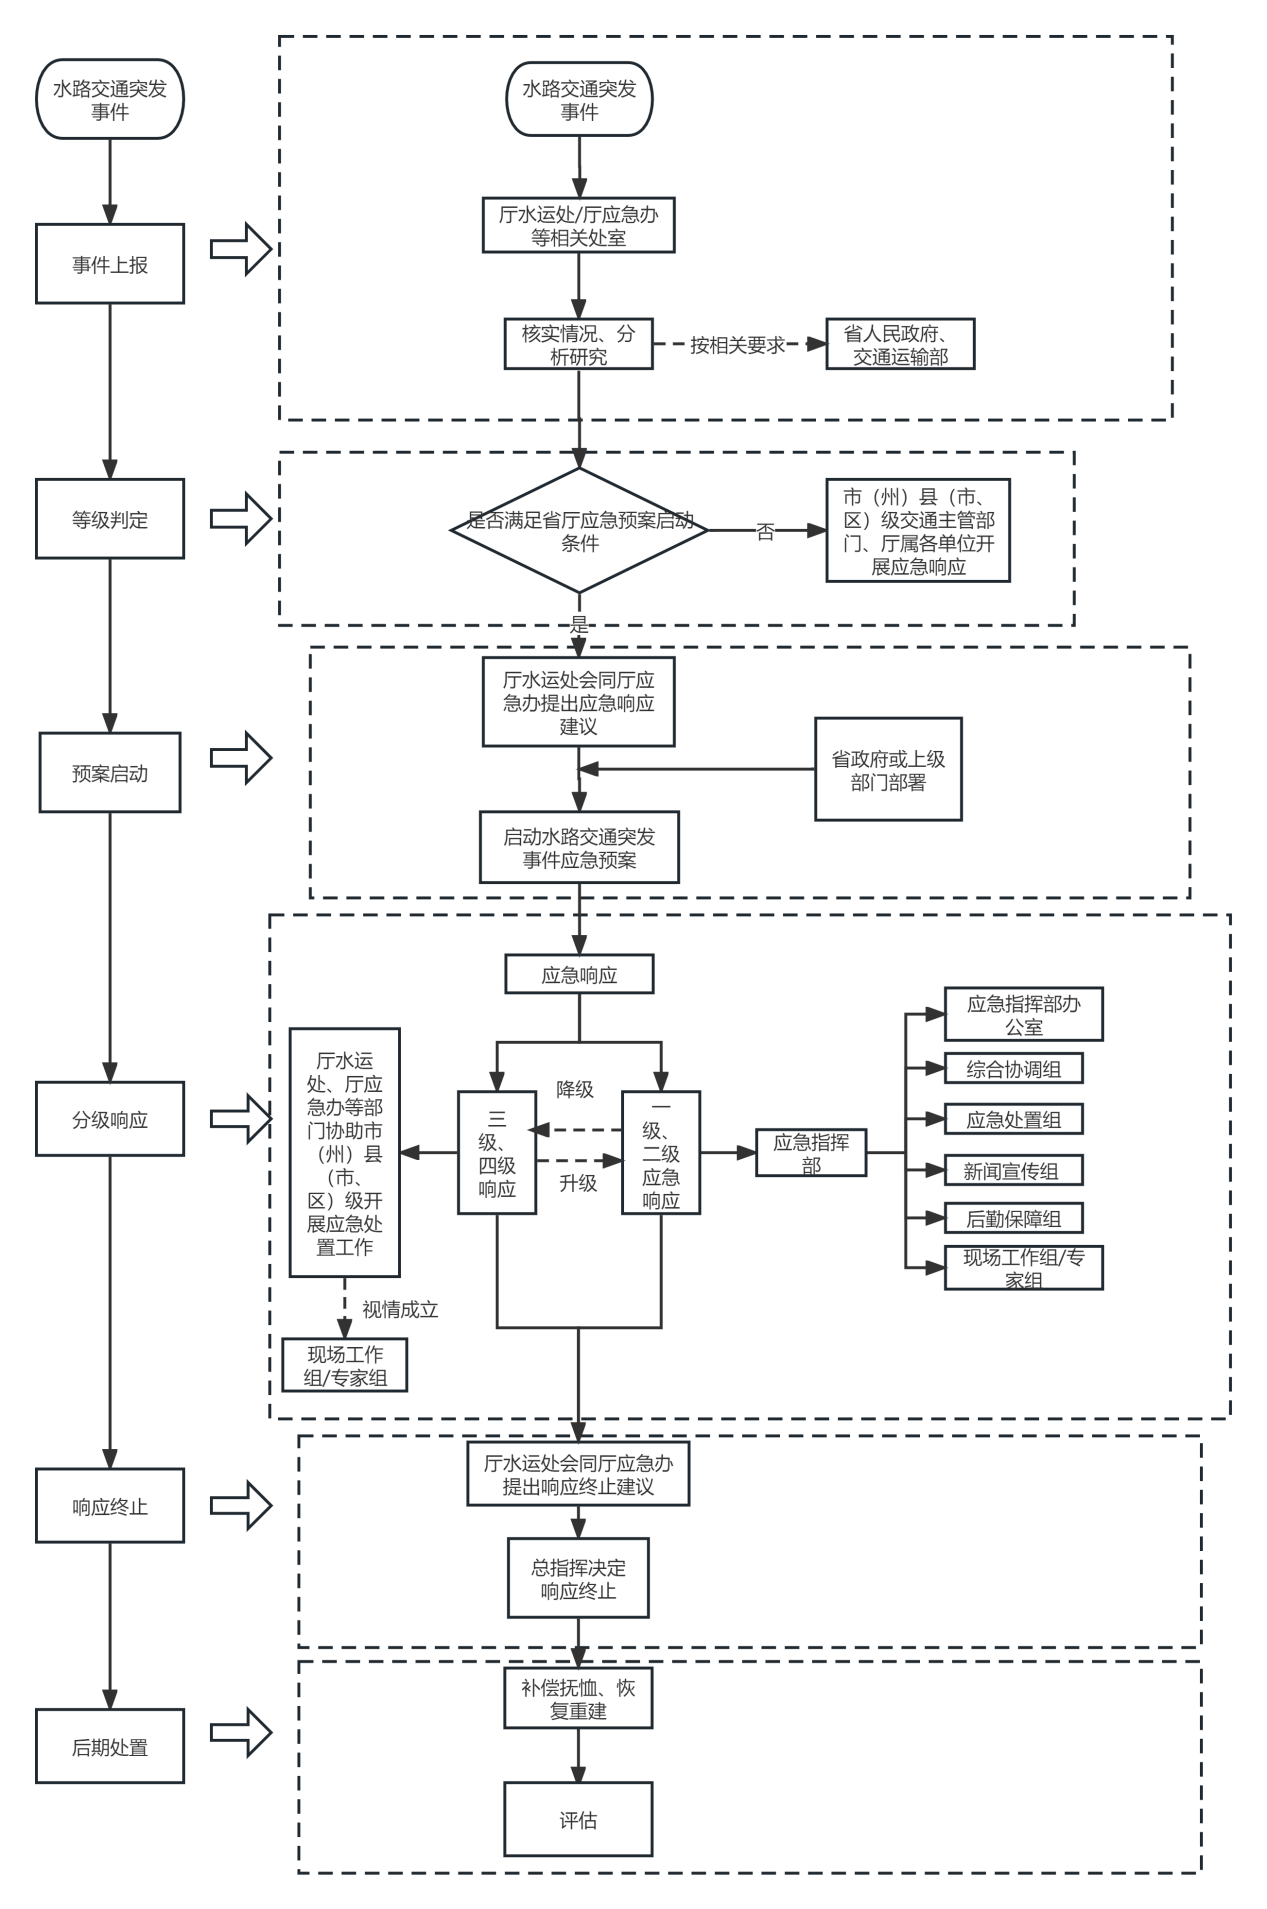 水路交通突发
事件
事件上报
等级判定
预案启动
分级响应
响应终止
后期处置
水路交通突发
事件
厅水运处/厅应急办
等相关处室
核实情况、分
析研究
按相关要求
省人民政府、
交通运输部
是否满足省厅应急预案启动
条件
否
市（州）县（市、
区）级交通主管部
门、厅属各单位开
展应急响应
是
厅水运处会同厅应
急办提出应急响应
建议
省政府或上级
部门部署
启动水路交通突发
事件应急预案
应急响应
厅水运
处、厅应
急办等部
门协助市
（州）县
（市、
区）级开
展应急处
置工作
视情成立
现场工作
组/专家组
三
级、
四级
响应
降级
升级
一
级、
二级
应急
响应
应急指挥
部
应急指挥部办
公室
综合协调组
应急处置组
新闻宣传组
后勤保障组
现场工作组/专
家组
厅水运处会同厅应急办
提出响应终止建议
总指挥决定
响应终止
补偿抚恤、恢
复重建
评估